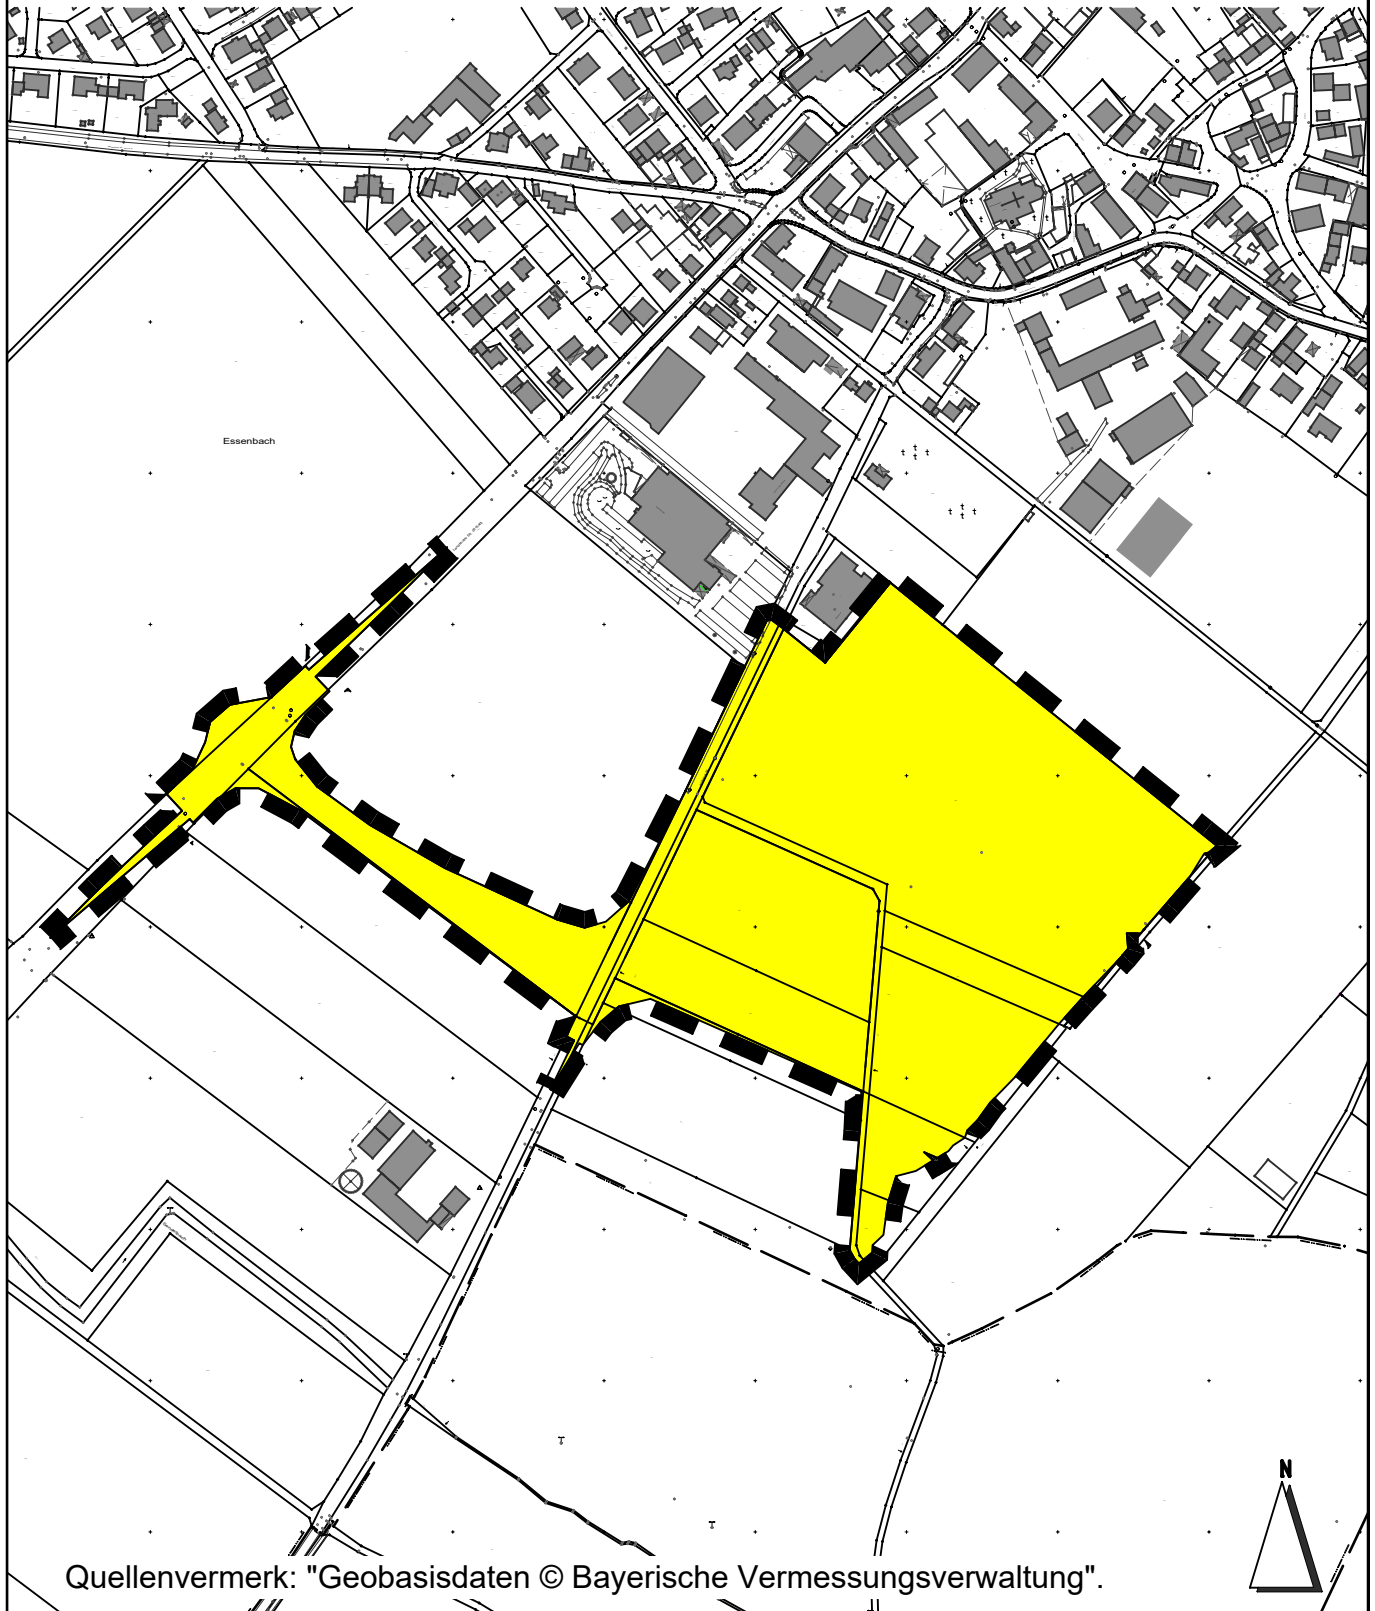 Essenbach
N
Quellenvermerk: "Geobasisdaten © Bayerische Vermessungsverwaltung".